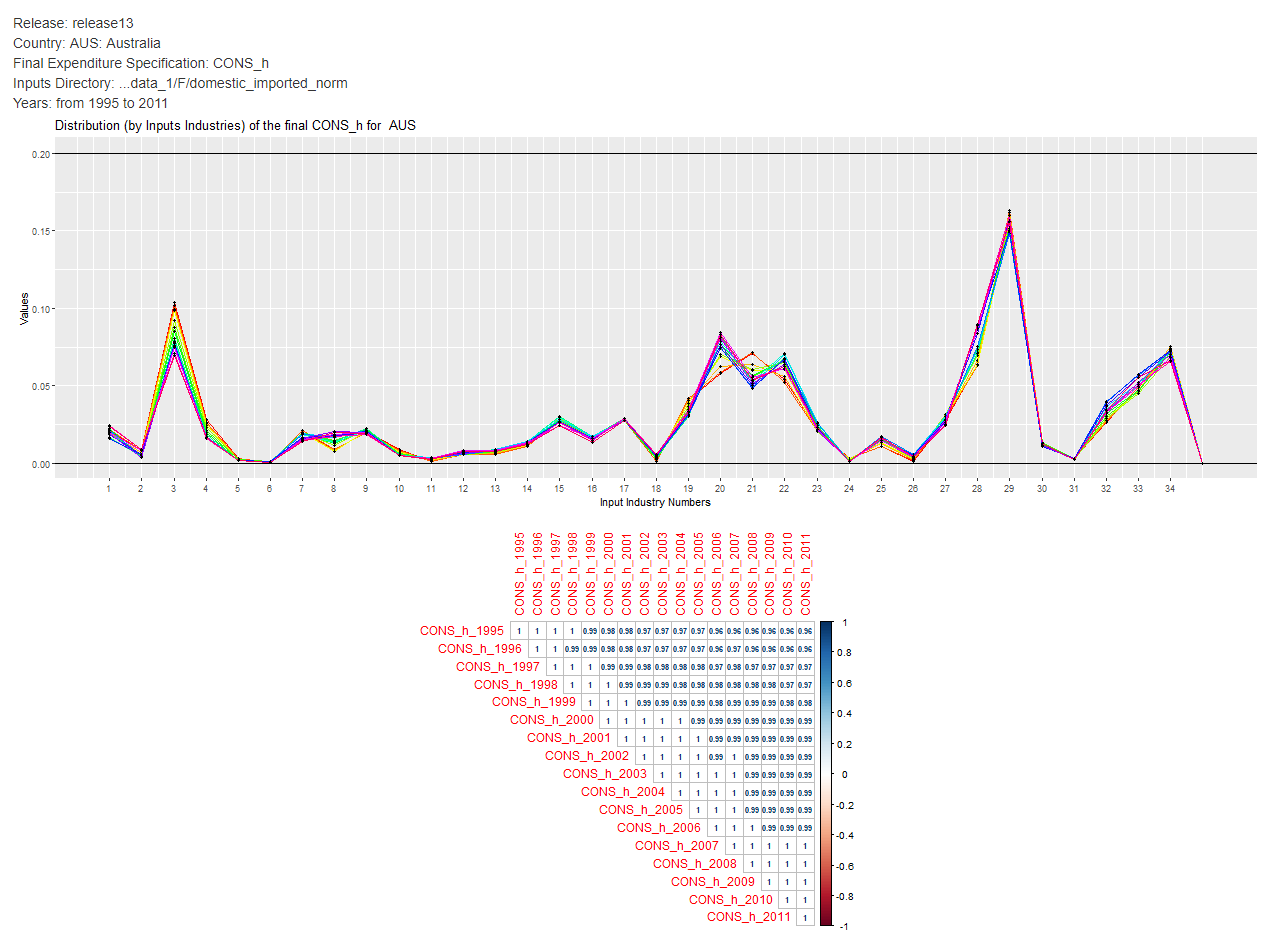 Release: release13
Country: AUS: Australia
Final Expenditure Specification: CONS_h
Inputs Directory: ...data_1/F/domestic_imported_norm
Years: from 1995 to 2011
Distribution (by Inputs Industries) of the final CONS_h for AUS
0.20
0.15
0.10
0.05
0.00
Values
1 2 3 4 5 6 7 8 9 10 11 12 13 14 15 16 17 18 19 20 21 22 23 24 25 26 27 28 29 30 31 32 33 34
Input Industry Numbers
CONS_h_1995 CONS_h_1996 CONS_h_1997 CONS_h_1998 CONS_h_1999 CONS_h_2000 CONS_h_2001 CONS_h_2002 CONS_h_2003 CONS_h_2004 CONS_h_2005 CONS_h_2006 CONS_h_2007 CONS_h_2008 CONS_h_2009 CONS_h_2010 CONS_h_2011
CONS_h_1995 1 1 1 1 0.99 0.98 0.98 0.97 0.97 0.97 0.97 0.96 0.96 0.96 0.96 0.96 0.96
CONS_h_1996 1 1 0.99 0.99 0.98 0.98 0.97 0.97 0.97 0.97 0.96 0.97 0.96 0.96 0.96 0.96
CONS_h_1997 1 1 1 0.99 0.99 0.98 0.98 0.98 0.98 0.97 0.98 0.97 0.97 0.97 0.97
CONS_h_1998 1 1 1 0.99 0.99 0.99 0.98 0.98 0.98 0.98 0.98 0.98 0.97 0.97
CONS_h_1999 1 1 1 0.99 0.99 0.99 0.99 0.98 0.99 0.99 0.99 0.98 0.98
CONS_h_2000 1 1 1 1 1 0.99 0.99 0.99 0.99 0.99 0.99 0.99
CONS_h_2001 1 1 1 1 1 0.99 0.99 0.99 0.99 0.99 0.99
CONS_h_2002 1 1 1 1 0.99 1 0.99 0.99 0.99 0.99
CONS_h_2003 1 1 1 1 1 0.99 0.99 0.99 0.99
CONS_h_2004 1 1 1 1 0.99 0.99 0.99 0.99
CONS_h_2005 1 1 1 0.99 0.99 0.99 0.99
CONS_h_2006 1 1 1 0.99 0.99 0.99
CONS_h_2007 1 1 1 1 1
CONS_h_2008 1 1 1 1
CONS_h_2009 1 1 1
CONS_h_2010 1 1
CONS_h_2011 1
1
0.8
0.6
0.4
0.2
0
-0.2
-0.4
-0.6
-0.8
-1